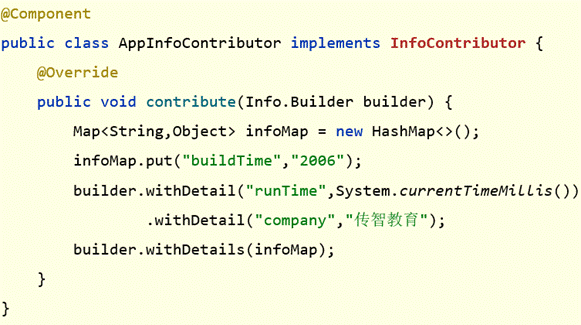 @Component
public class AppInfoContributor implements InfoContributor {
    @Override
    public void contribute(Info.Builder builder) {
        Map<String,Object> infoMap = new HashMap<>();
        infoMap.put("buildTime","2006");
        builder.withDetail("runTime",System.currentTimeMillis())
                .withDetail("company","传智教育");
        builder.withDetails(infoMap);
    }
}